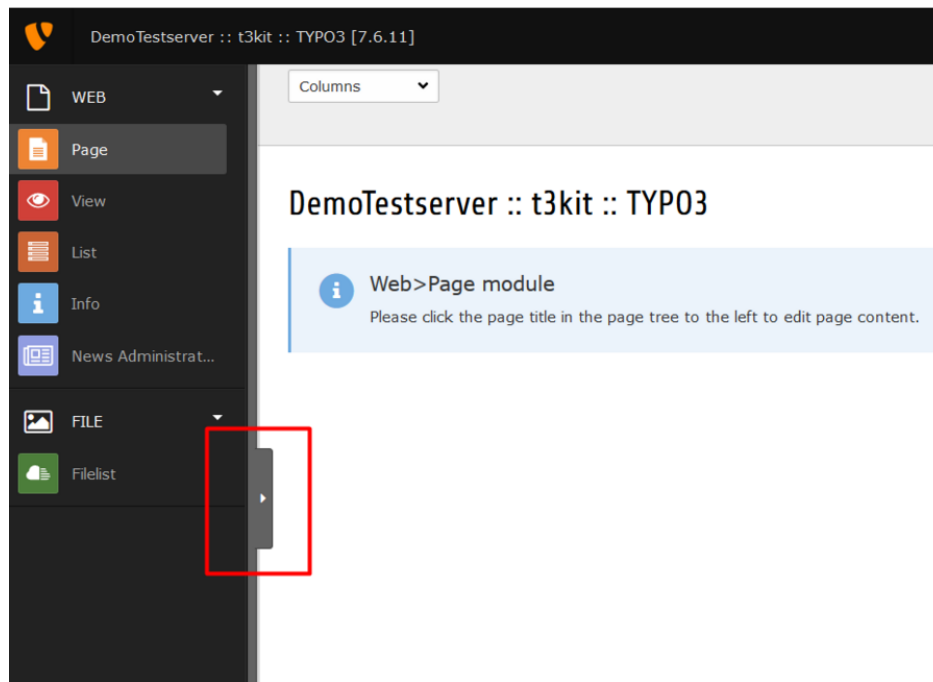 DemoTestserver :: t3kit :: TYPO3 [7.6.11]
WEB
Page
View
List
Info
News Administrat...
FILE
Filelist
Columns
DemoTestserver :: t3kit :: TYPO3
Web>Page module
Please click the page title in the page tree to the left to edit page content.